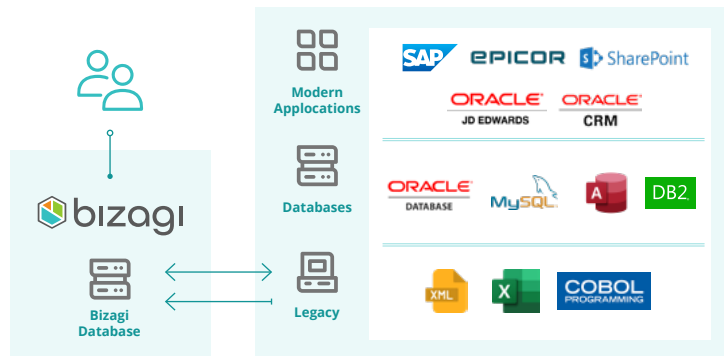 Modern
Applocations
SAP
EPICOR
SharePoint
ORACLE
JD EDWARDS
ORACLE
CRM
Databases
ORACLE
DATABASE
MySQL
A
DB2
Legacy
XML
X
COBOL
PROGRAMMING
bizagi
Bizagi
Database